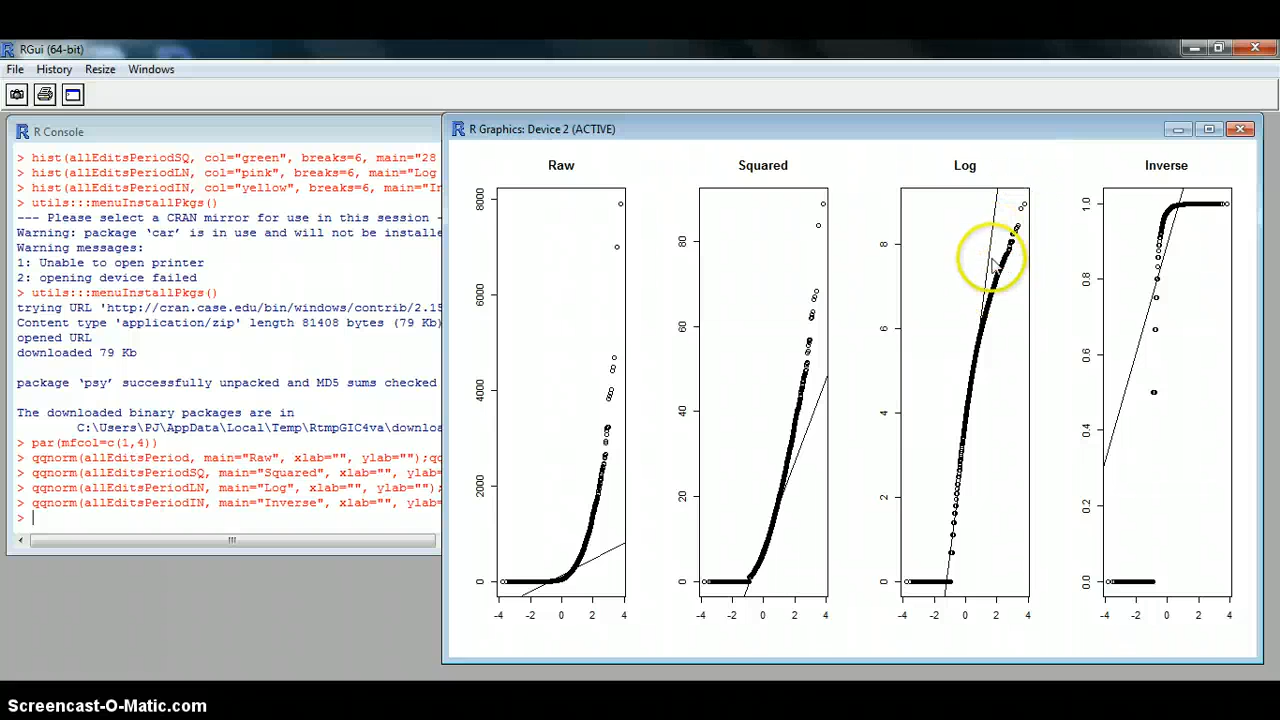 RGui (64-bit)
File History Resize Windows
R Console
> hist(allEditsPeriodSQ, col="green", breaks=6, main="28
> hist(allEditsPeriodLN, col="pink", breaks=6, main="Log
> hist(allEditsPeriodIN, col="yellow", breaks=6, main="In
> utils:::menuInstallPkgs()
--- Please select a CRAN mirror for use in this session -
Warning: package 'car' is in use and will not be installe
Warning messages:
1: Unable to open printer
2: opening device failed
> utils:::menuInstallPkgs()
trying URL 'http://cran.case.edu/bin/windows/contrib/2.15
Content type 'application/zip' length 81408 bytes (79 Kb)
opened URL
downloaded 79 Kb
package 'psy' successfully unpacked and MD5 sums checked
The downloaded binary packages are in
C:\Users\PJ\AppData\Local\Temp\RtmpGIC4va\downloa
> par(mfcol=c(1,4))
> qqnorm(allEditsPeriod, main="Raw", xlab="", ylab="");qq
> qqnorm(allEditsPeriodSQ, main="Squared", xlab="", ylab=
> qqnorm(allEditsPeriodLN, main="Log", xlab="", ylab="");
> qqnorm(allEditsPeriodIN, main="Inverse", xlab="", ylab=
>
R Graphics: Device 2 (ACTIVE)
Raw
8000
6000
4000
2000
0
-4 -2 0 2 4
Squared
80
60
40
20
0
-4 -2 0 2 4
Log
8
6
4
2
0
-4 -2 0 2 4
Inverse
1.0
0.8
0.6
0.4
0.2
0.0
-4 -2 0 2 4
Screencast-O-Matic.com